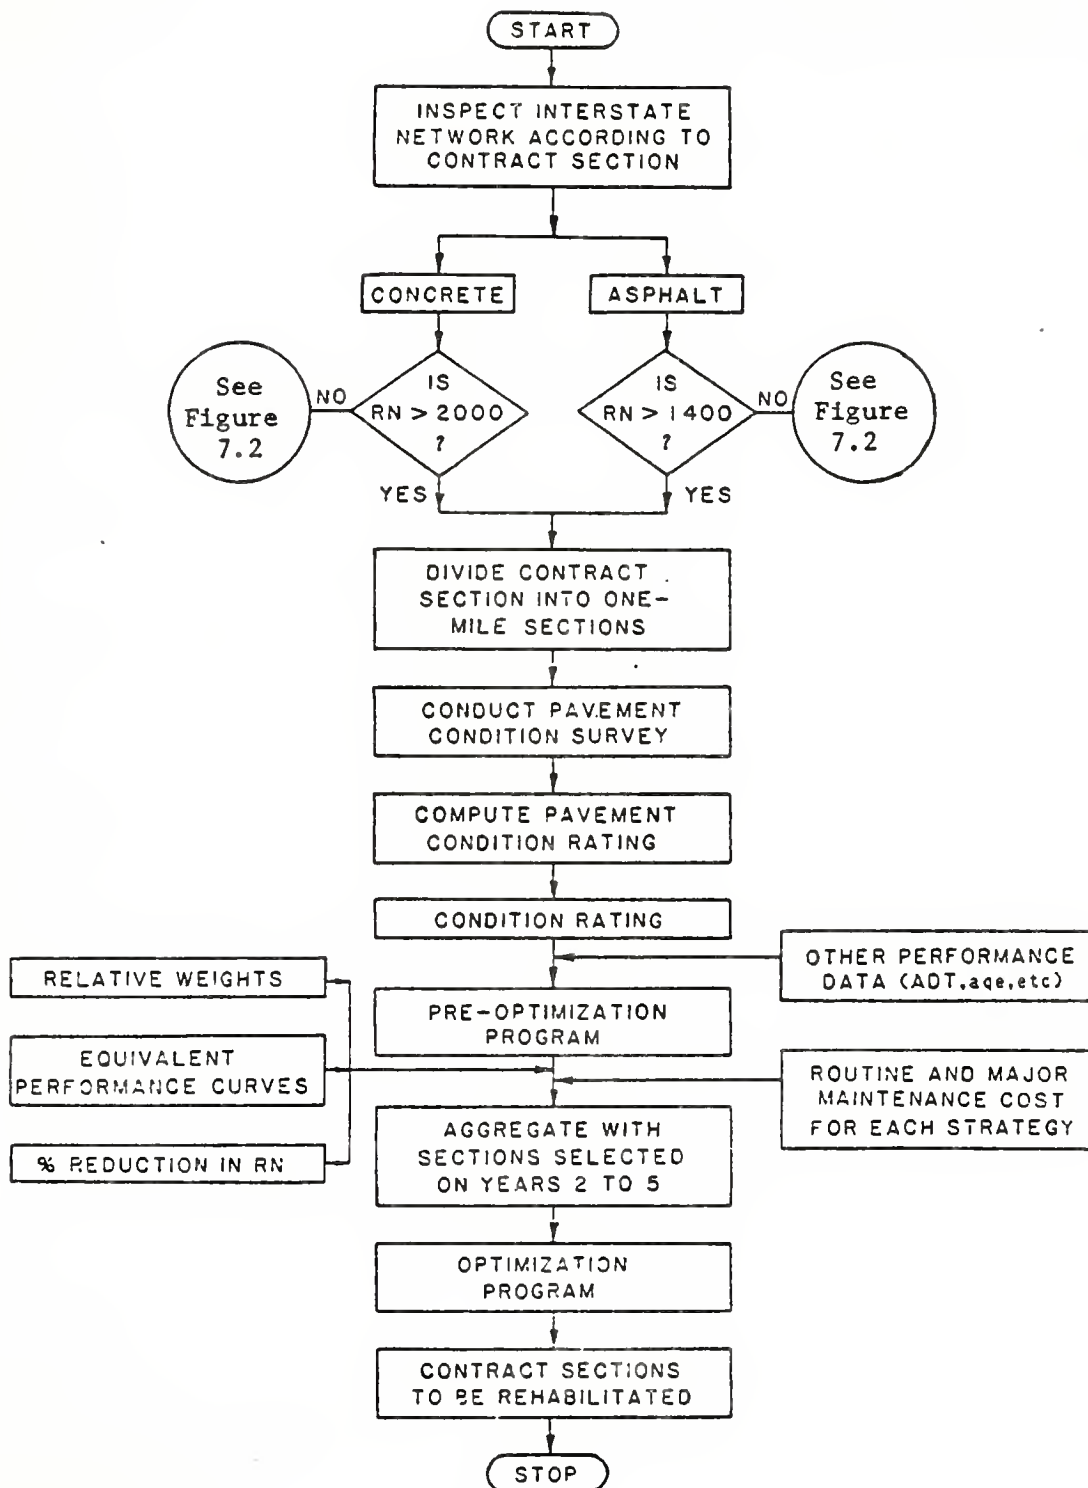 START
INSPECT INTERSTATE
NETWORK ACCORDING TO
CONTRACT SECTION
CONCRETE
ASPHALT
See
Figure
7.2
NO
IS
RN > 2000
?
IS
RN > 1400
?
NO
See
Figure
7.2
YES
YES
DIVIDE CONTRACT
SECTION INTO ONE-
MILE SECTIONS
CONDUCT PAVEMENT
CONDITION SURVEY
COMPUTE PAVEMENT
CONDITION RATING
CONDITION RATING
OTHER PERFORMANCE
DATA (ADT,age,etc)
RELATIVE WEIGHTS
PRE-OPTIMIZATION
PROGRAM
EQUIVALENT
PERFORMANCE CURVES
ROUTINE AND MAJOR
MAINTENANCE COST
FOR EACH STRATEGY
% REDUCTION IN RN
AGGREGATE WITH
SECTIONS SELECTED
ON YEARS 2 TO 5
OPTIMIZATION
PROGRAM
CONTRACT SECTIONS
TO BE REHABILITATED
STOP